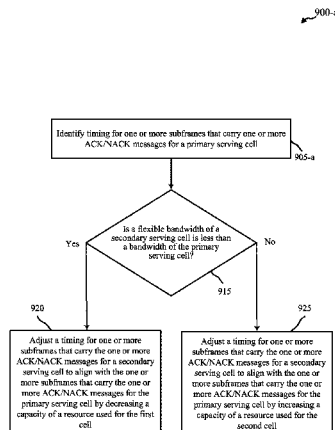 900-a
Identify timing for one or more subframes that carry one or more
ACK/NACK messages for a primary serving cell
905-a
Is a flexible bandwidth of a
secondary serving cell is less than
a bandwidth of the primary
serving cell?
Yes
No
915
920
Adjust a timing for one or more
subframes that carry the one or more
ACK/NACK messages for a secondary
serving cell to align with the one or
more subframes that carry the one or
more ACK/NACK messages for the
primary serving cell by decreasing a
capacity of a resource used for the first
cell
925
Adjust a timing for one or more
subframes that carry the one or more
ACK/NACK messages for a secondary
serving cell to align with the one or
more subframes that carry the one or
more ACK/NACK messages for the
primary serving cell by increasing a
capacity of a resource used for the
second cell